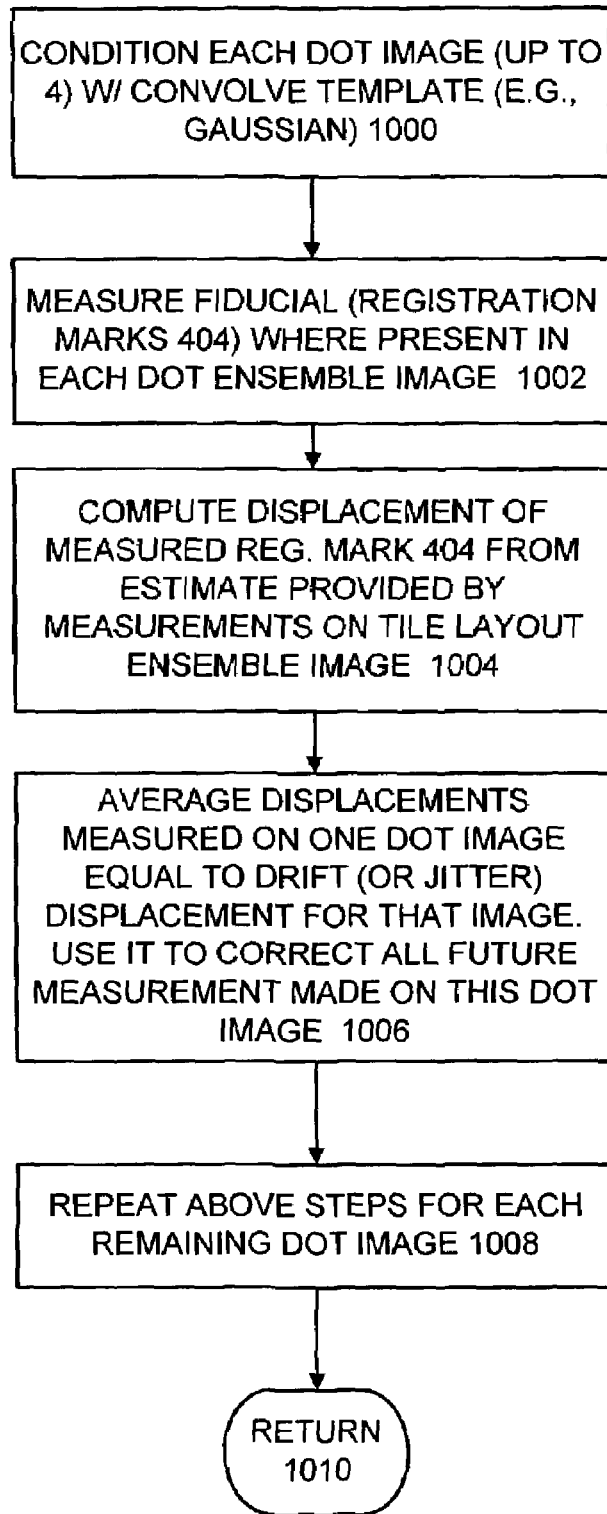 CONDITION EACH DOT IMAGE (UP TO
4) W/ CONVOLVE TEMPLATE (E.G.,
GAUSSIAN) 1000
MEASURE FIDUCIAL (REGISTRATION
MARKS 404) WHERE PRESENT IN
EACH DOT ENSEMBLE IMAGE 1002
COMPUTE DISPLACEMENT OF
MEASURED REG. MARK 404 FROM
ESTIMATE PROVIDED BY
MEASUREMENTS ON TILE LAYOUT
ENSEMBLE IMAGE 1004
AVERAGE DISPLACEMENTS
MEASURED ON ONE DOT IMAGE
EQUAL TO DRIFT (OR JITTER)
DISPLACEMENT FOR THAT IMAGE.
USE IT TO CORRECT ALL FUTURE
MEASUREMENT MADE ON THIS DOT
IMAGE 1006
REPEAT ABOVE STEPS FOR EACH
REMAINING DOT IMAGE 1008
RETURN
1010